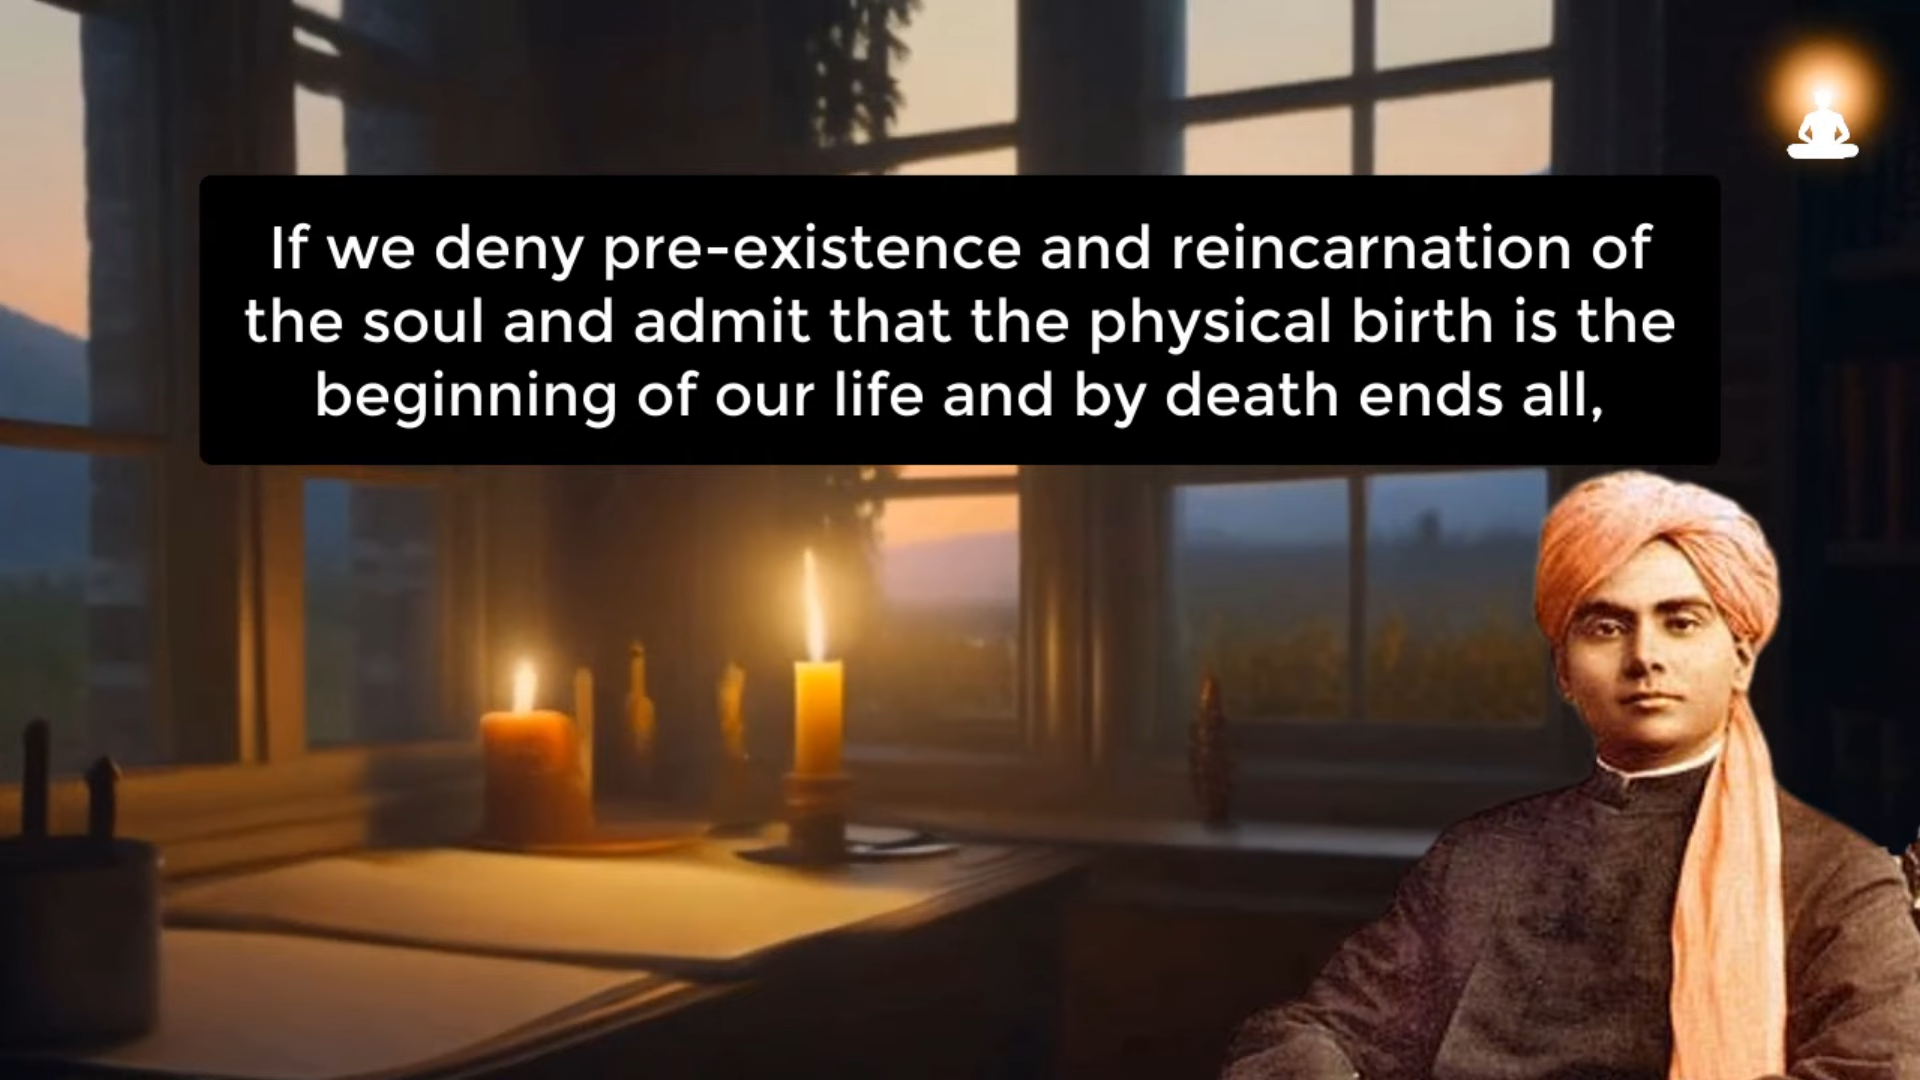 If we deny pre-existence and reincarnation of
the soul and admit that the physical birth is the
beginning of our life and by death ends all,